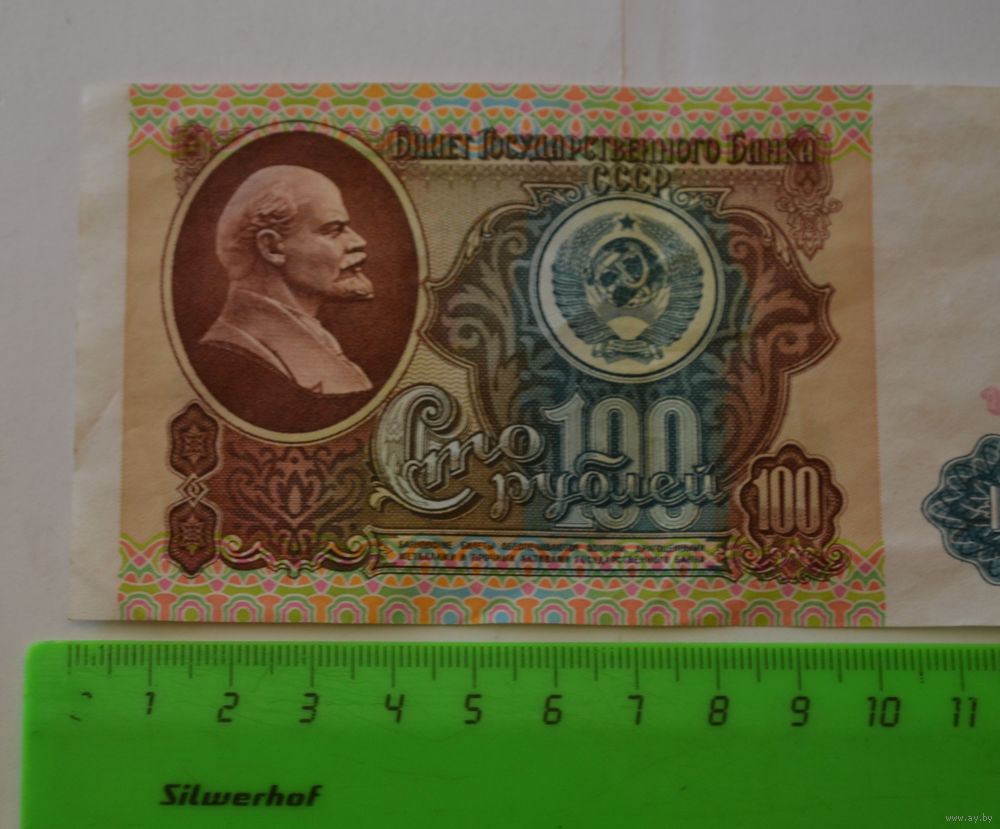 Билет Государственного Банка
СССР
100
Сто
рублей
100
1 2 3 4 5 6 7 8 9 10 11
Silwerhof
www.ay.by